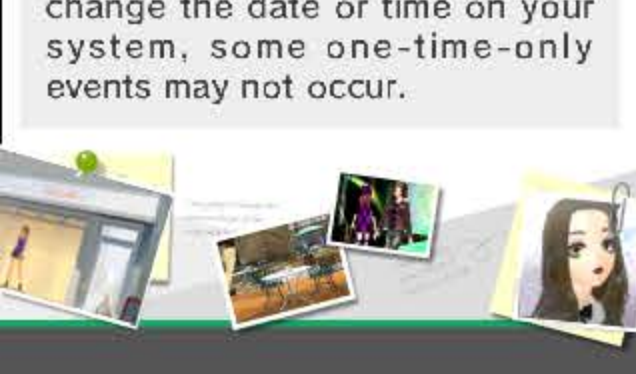 change the date or time on your
system, some one-time-only
events may not occur.